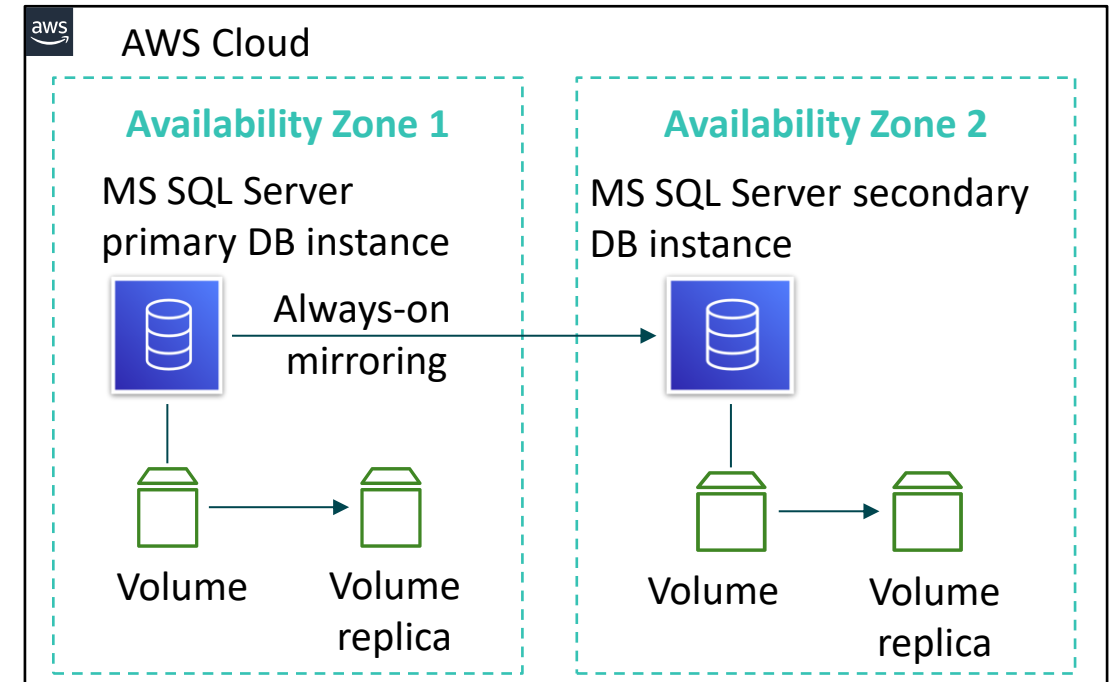 aws
AWS Cloud
Availability Zone 1
MS SQL Server
primary DB instance
Always-on
mirroring
Volume
Volume
replica
Availability Zone 2
MS SQL Server secondary
DB instance
Volume
Volume
replica